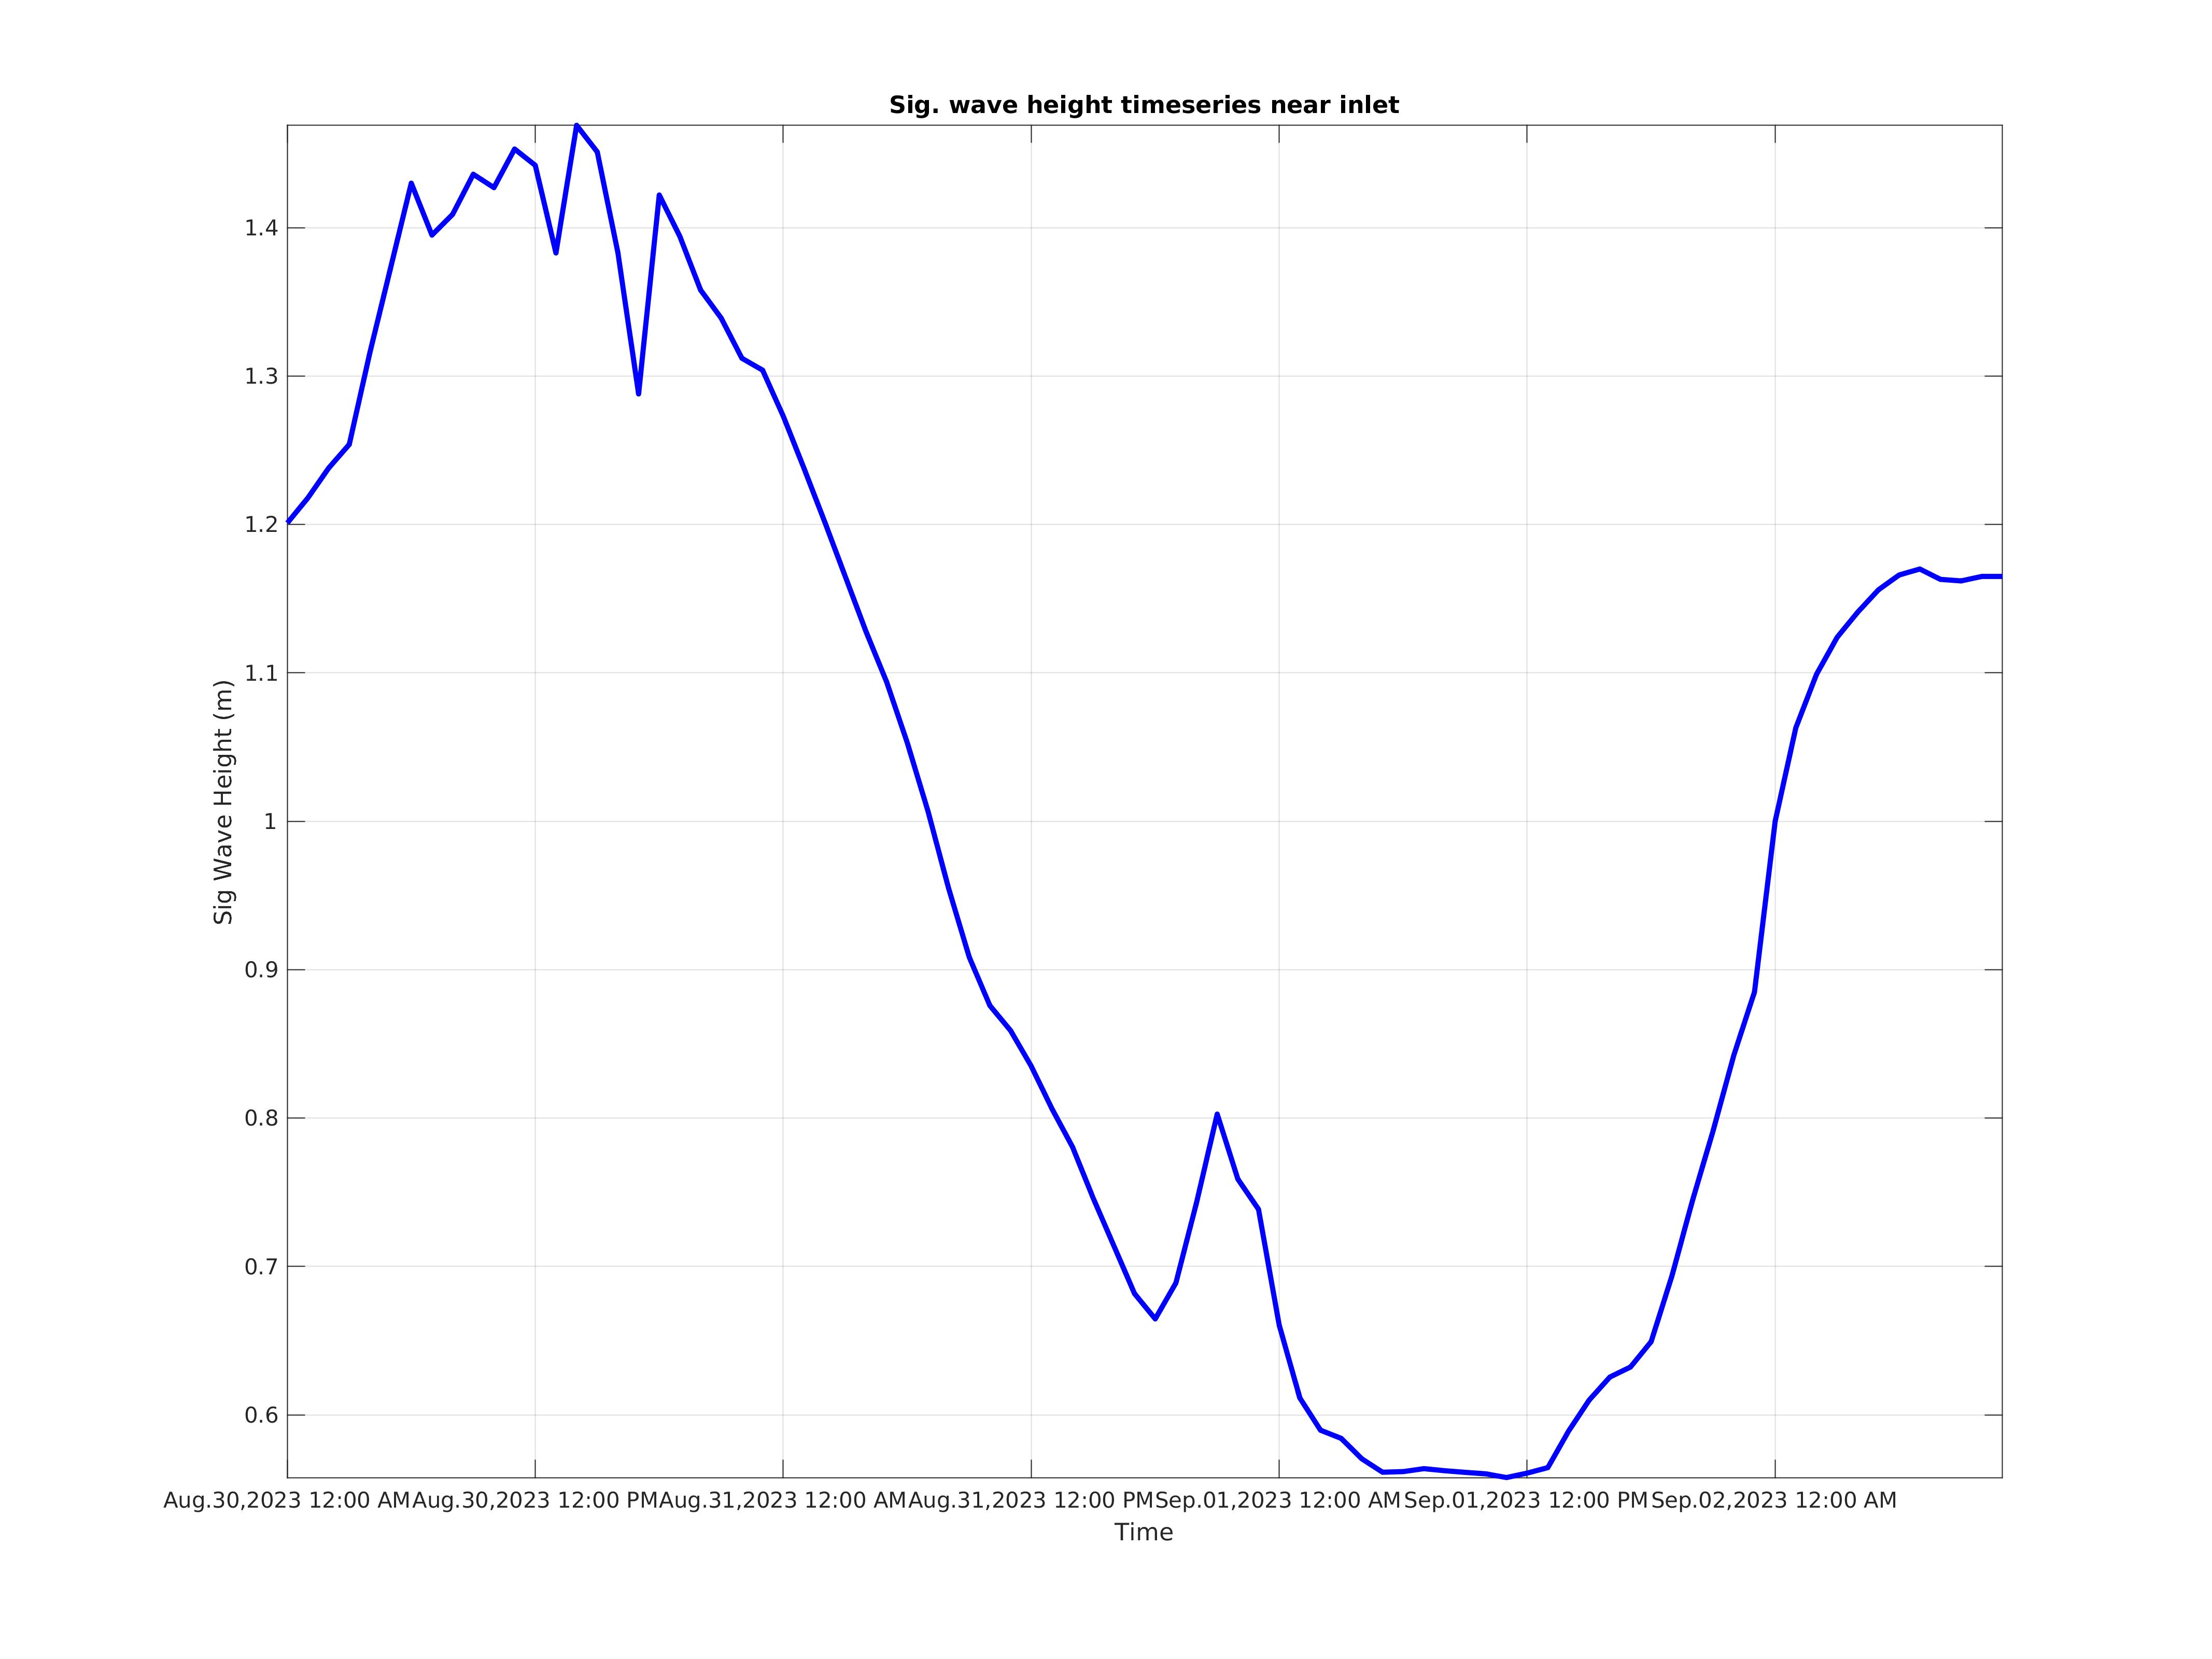 Sig. wave height timeseries near inlet
1.4
1.3
1.2
1.1
1
0.9
0.8
0.7
0.6
Sig Wave Height (m)
Aug.30,2023 12:00 AM Aug.30,2023 12:00 PM Aug.31,2023 12:00 AM Aug.31,2023 12:00 PM Sep.01,2023 12:00 AM Sep.01,2023 12:00 PM Sep.02,2023 12:00 AM
Time